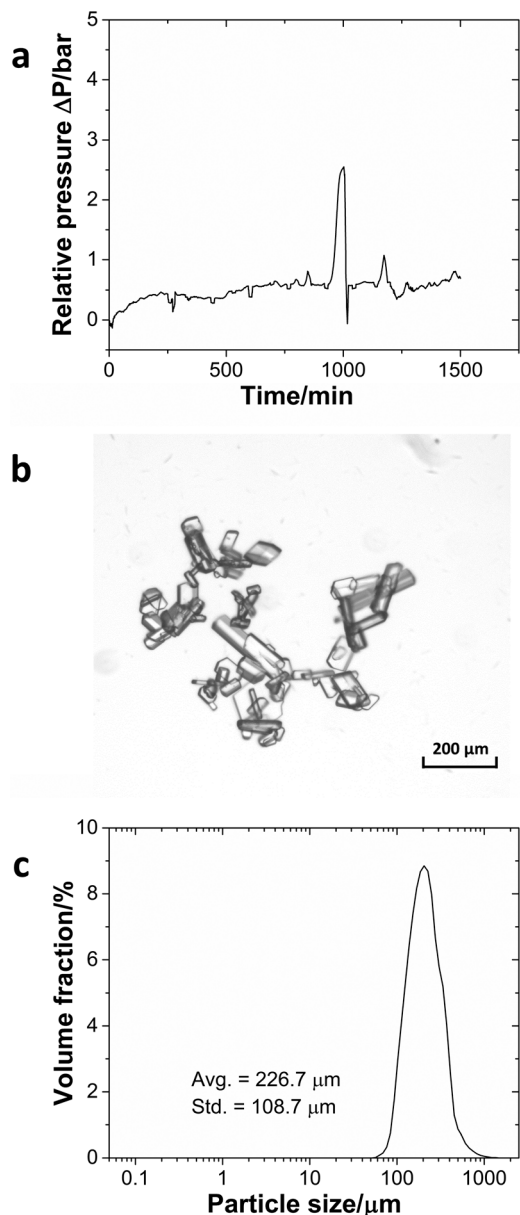 a
Relative pressure ΔP/bar
5
4
3
2
1
0
0 500 1000 1500
Time/min
b
200 μm
c
Volume fraction/%
10
8
6
4
2
0
Avg. = 226.7 μm
Std. = 108.7 μm
0.1 1 10 100 1000
Particle size/μm